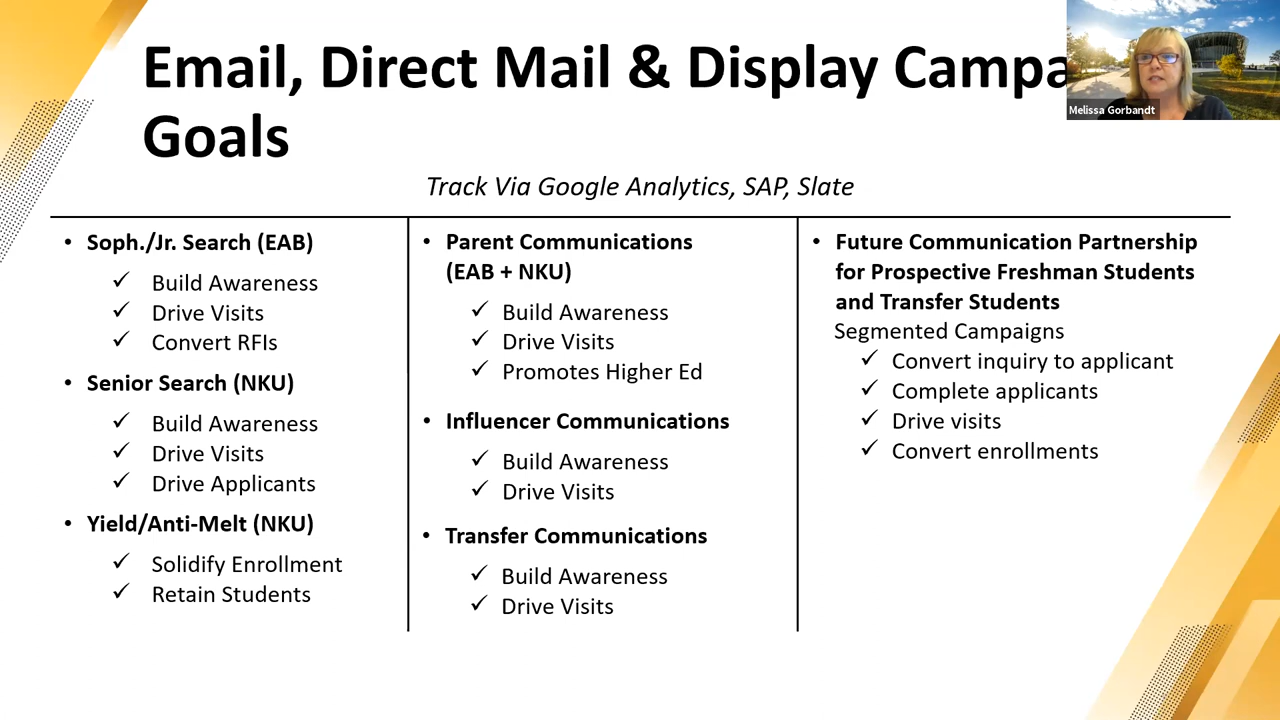 Email, Direct Mail & Display
Goals
Melissa Gorbandt
Track Via Google Analytics, SAP, Slate
• Soph./Jr. Search (EAB)
✓ Build Awareness
✓ Drive Visits
✓ Convert RFIs
• Senior Search (NKU)
✓ Build Awareness
✓ Drive Visits
✓ Drive Applicants
• Yield/Anti-Melt (NKU)
✓ Solidify Enrollment
✓ Retain Students
• Parent Communications
(EAB + NKU)
✓ Build Awareness
✓ Drive Visits
✓ Promotes Higher Ed
• Influencer Communications
✓ Build Awareness
✓ Drive Visits
• Transfer Communications
✓ Build Awareness
✓ Drive Visits
• Future Communication Partnership
for Prospective Freshman Students
and Transfer Students
Segmented Campaigns
✓ Convert inquiry to applicant
✓ Complete applicants
✓ Drive visits
✓ Convert enrollments